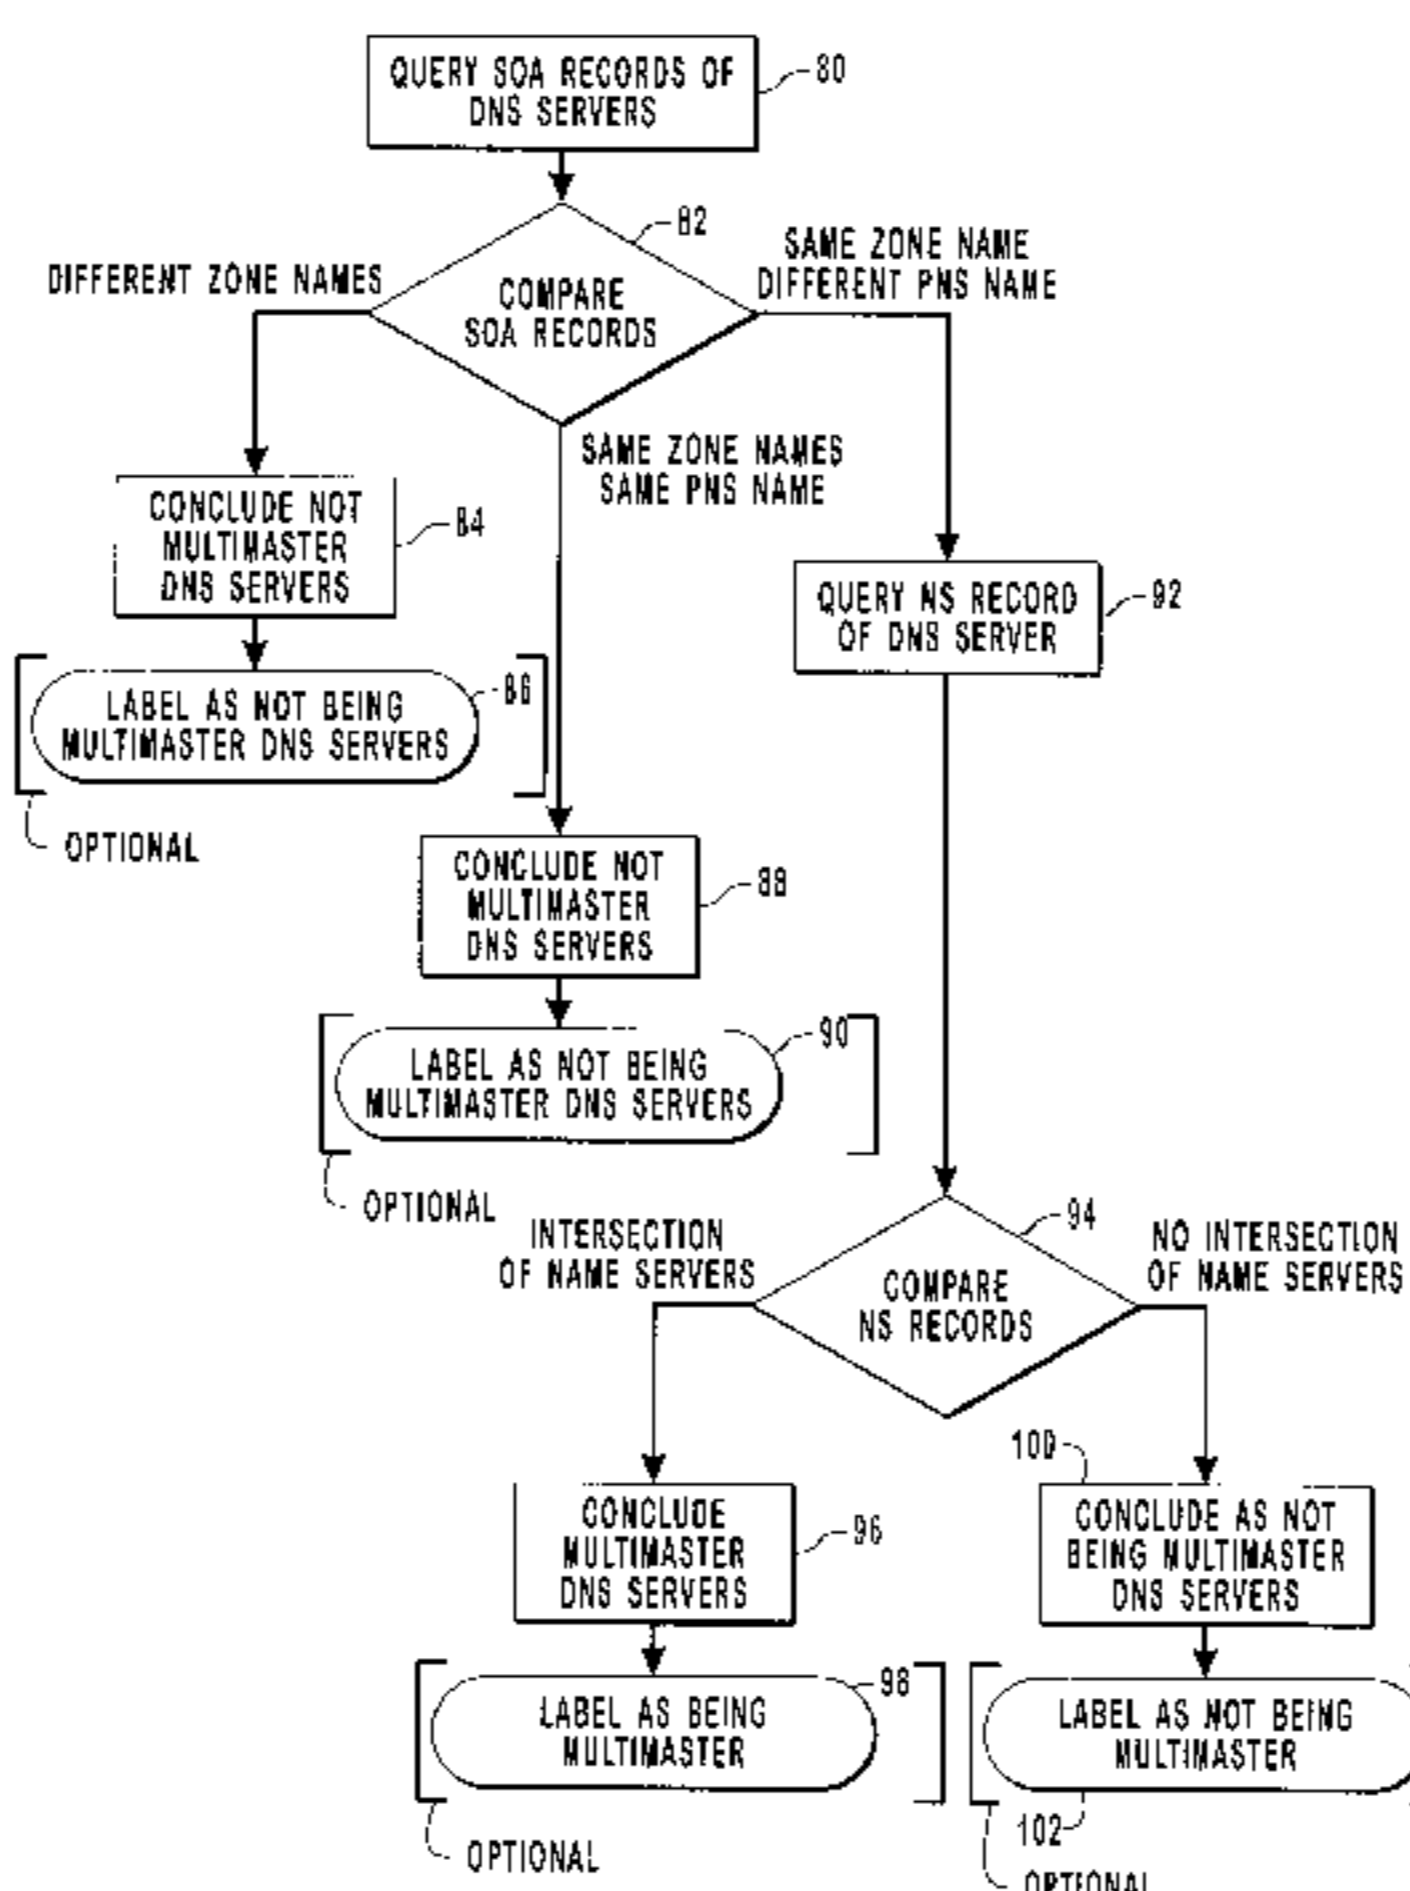 QUERY SOA RECORDS OF
DNS SERVERS
80
82
DIFFERENT ZONE NAMES
COMPARE
SOA RECORDS
SAME ZONE NAME
DIFFERENT PNS NAME
SAME ZONE NAMES
SAME PNS NAME
CONCLUDE NOT
MULTIMASTER
DNS SERVERS
84
QUERY NS RECORD
OF DNS SERVER
92
LABEL AS NOT BEING
MULTIMASTER DNS SERVERS
86
OPTIONAL
CONCLUDE NOT
MULTIMASTER
DNS SERVERS
88
LABEL AS NOT BEING
MULTIMASTER DNS SERVERS
90
OPTIONAL
INTERSECTION
OF NAME SERVERS
94
COMPARE
NS RECORDS
NO INTERSECTION
OF NAME SERVERS
CONCLUDE
MULTIMASTER
DNS SERVERS
96
100
CONCLUDE AS NOT
BEING MULTIMASTER
DNS SERVERS
LABEL AS BEING
MULTIMASTER
98
OPTIONAL
LABEL AS NOT BEING
MULTIMASTER
102
OPTIONAL